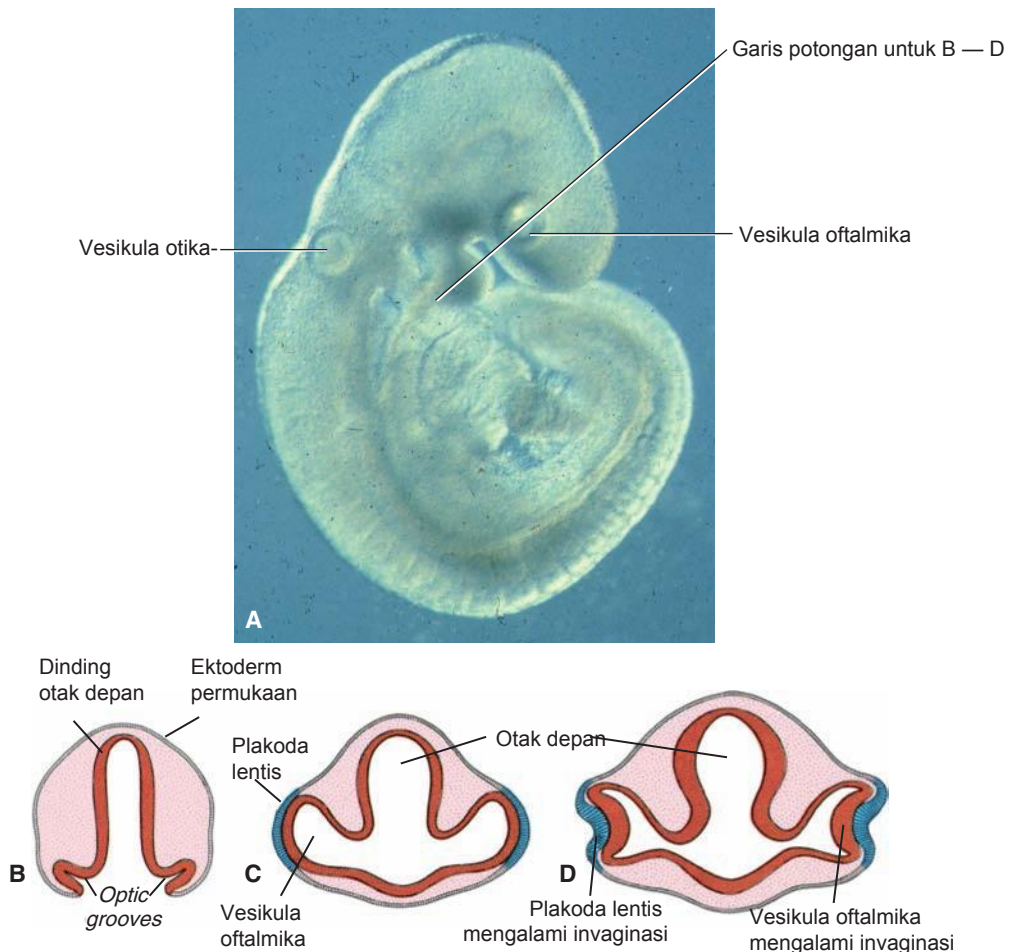 Garis potongan untuk B — D
Vesikula otika-
Vesikula oftalmika
A
Dinding
otak depan
Ektoderm
permukaan
Plakoda
lentis
Otak depan
B
Optic
grooves
C
Vesikula
oftalmika
D
Plakoda lentis
mengalami invaginasi
Vesikula oftalmika
mengalami invaginasi